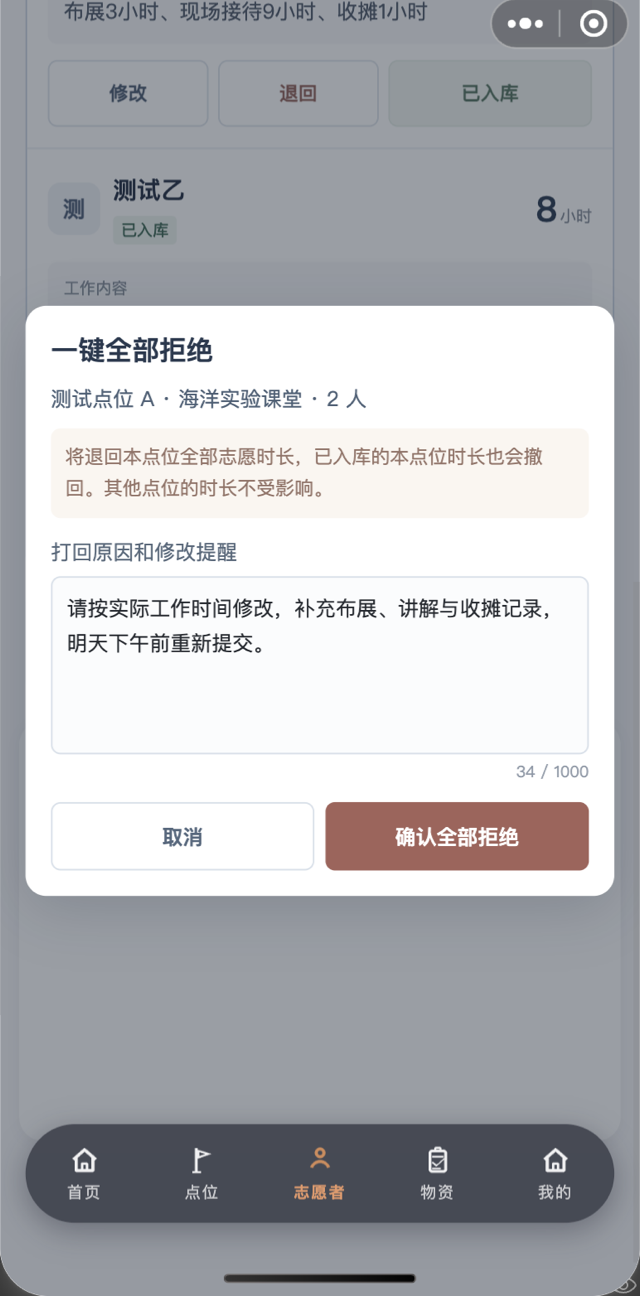 布展3小时、现场接待9小时、收摊1小时
修改
退回
已入库
测
测试乙
已入库
8小时
工作内容
一键全部拒绝
测试点位 A · 海洋实验课堂 · 2 人
将退回本点位全部志愿时长，已入库的本点位时长也会撤
回。其他点位的时长不受影响。
打回原因和修改提醒
请按实际工作时间修改，补充布展、讲解与收摊记录，
明天下午前重新提交。
34 / 1000
取消
确认全部拒绝
首页
点位
志愿者
物资
我的